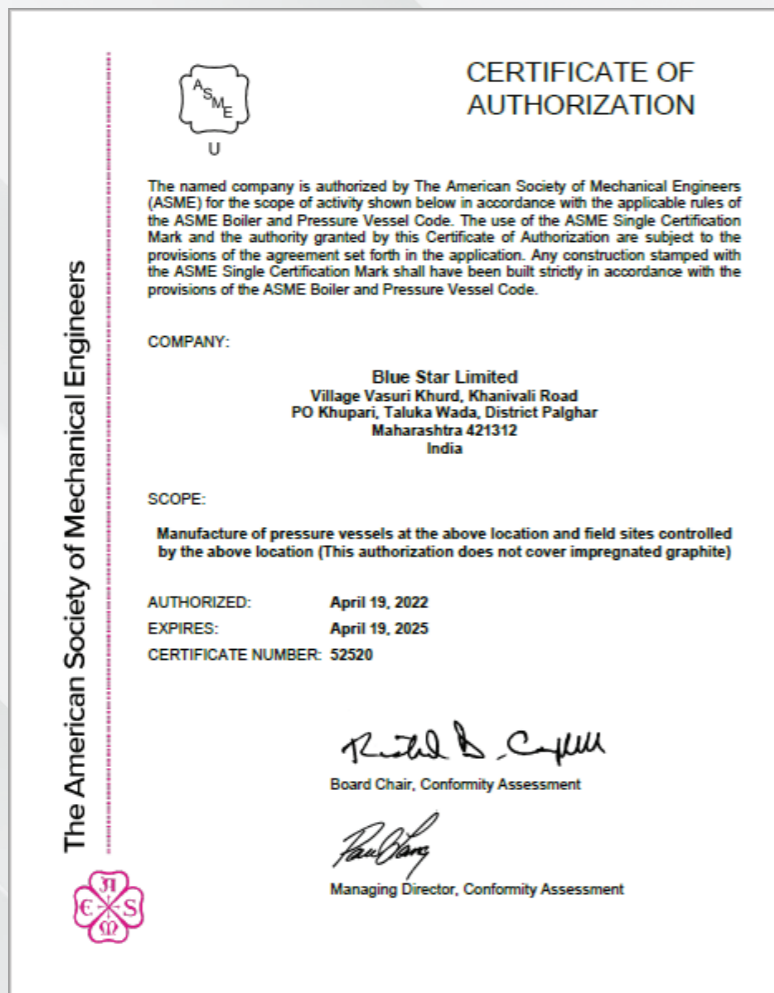 CERTIFICATE OF
AUTHORIZATION
ASME
U
The named company is authorized by The American Society of Mechanical Engineers
(ASME) for the scope of activity shown below in accordance with the applicable rules of
the ASME Boiler and Pressure Vessel Code. The use of the ASME Single Certification
Mark and the authority granted by this Certificate of Authorization are subject to the
provisions of the agreement set forth in the application. Any construction stamped with
the ASME Single Certification Mark shall have been built strictly in accordance with the
provisions of the ASME Boiler and Pressure Vessel Code.
COMPANY:
Blue Star Limited
Village Vasuri Khurd, Khanivali Road
PO Khupari, Taluka Wada, District Palghar
Maharashtra 421312
India
SCOPE:
Manufacture of pressure vessels at the above location and field sites controlled
by the above location (This authorization does not cover impregnated graphite)
AUTHORIZED: April 19, 2022
EXPIRES: April 19, 2025
CERTIFICATE NUMBER: 52520
Board Chair, Conformity Assessment
Managing Director, Conformity Assessment
The American Society of Mechanical Engineers
ASME